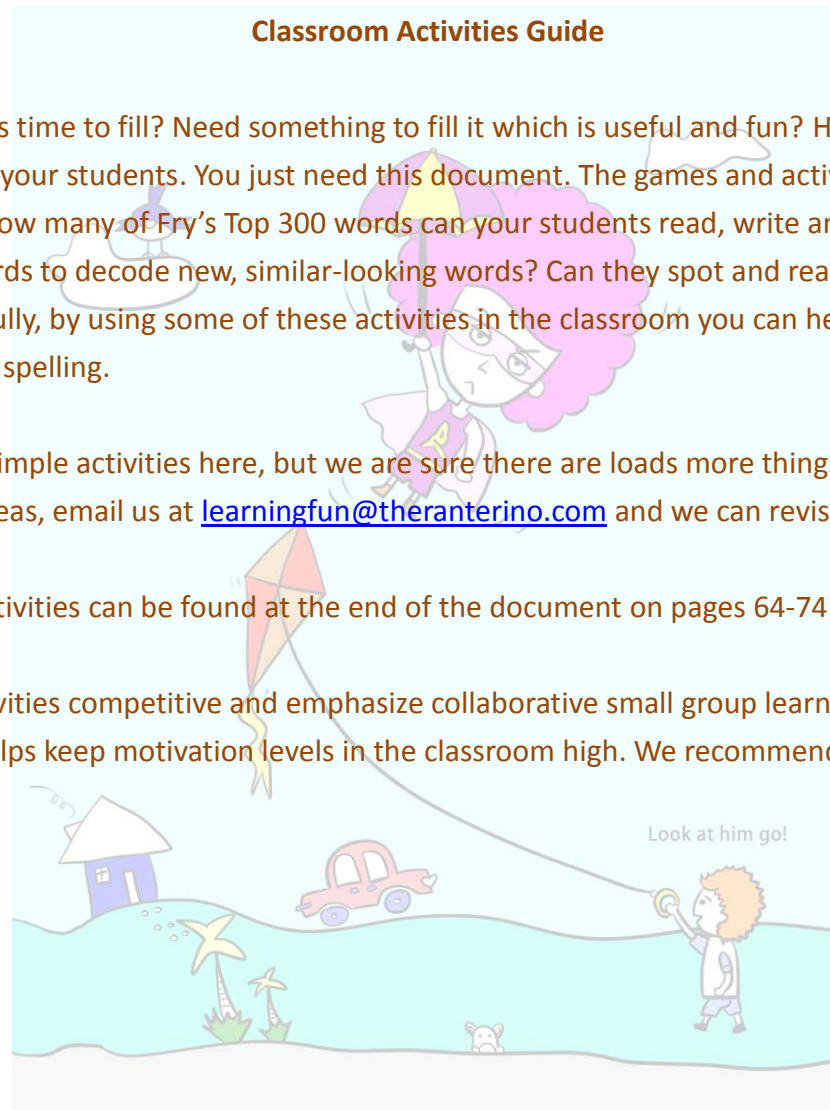 Classroom Activities Guide
s time to fill? Need something to fill it which is useful and fun? H
your students. You just need this document. The games and activ
ow many of Fry’s Top 300 words can your students read, write an
rds to decode new, similar-looking words? Can they spot and rea
ully, by using some of these activities in the classroom you can he
spelling.
imple activities here, but we are sure there are loads more things
eas, email us at learningfun@theranterino.com and we can revis
tivities can be found at the end of the document on pages 64-74
vities competitive and emphasize collaborative small group learn
lps keep motivation levels in the classroom high. We recommend
Look at him go!